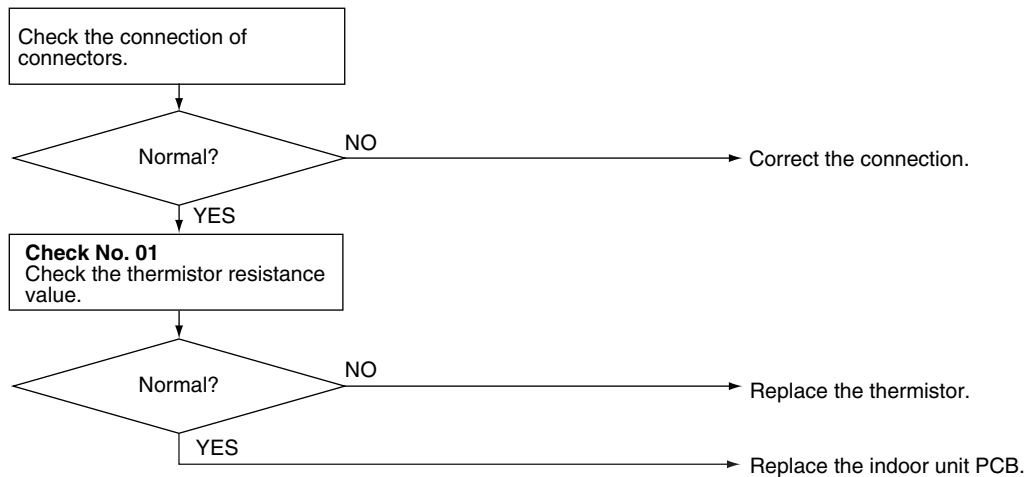 Check the connection of
connectors.
Normal?
NO
Correct the connection.
YES
Check No. 01
Check the thermistor resistance
value.
Normal?
NO
Replace the thermistor.
YES
Replace the indoor unit PCB.